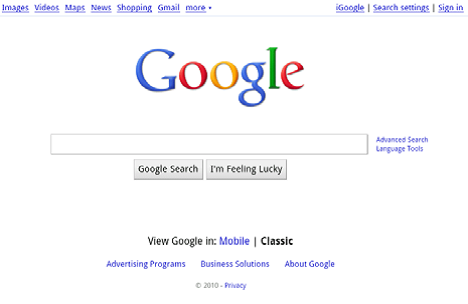 Images Videos Maps News Shopping Gmail more iGoogle | Search settings | Sign in
Google
Advanced Search
Language Tools
Google Search I'm Feeling Lucky
View Google in: Mobile | Classic
Advertising Programs Business Solutions About Google
© 2010 - Privacy